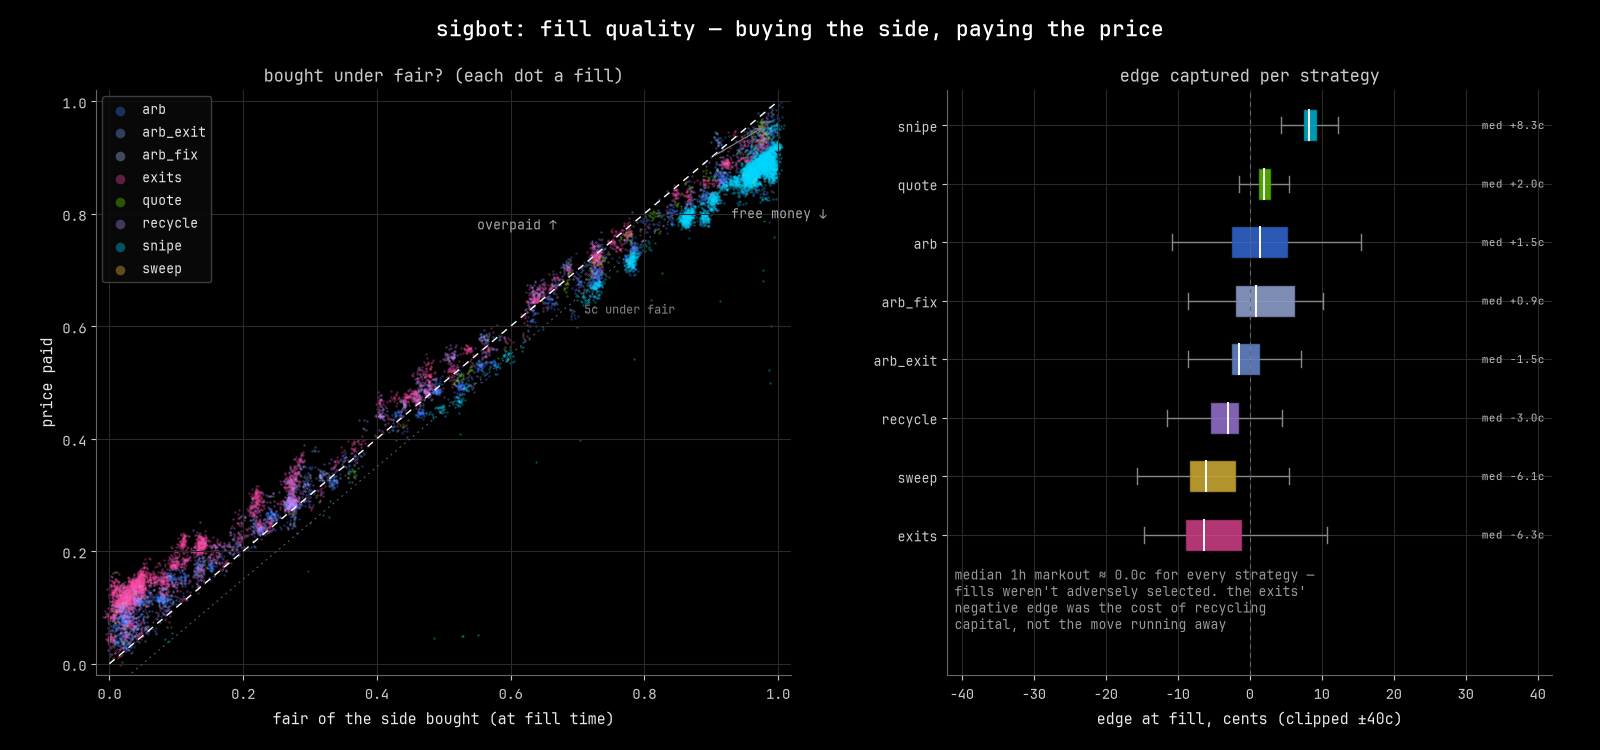 sigbot: fill quality — buying the side, paying the price
bought under fair? (each dot a fill)
1.0
0.8
0.6
0.4
0.2
0.0
price paid
arb
arb_exit
arb_fix
exits
quote
recycle
snipe
sweep
overpaid ↑
free money ↓
5c under fair
0.0 0.2 0.4 0.6 0.8 1.0
fair of the side bought (at fill time)
edge captured per strategy
snipe med +8.3c
quote med +2.0c
arb med +1.5c
arb_fix med +0.9c
arb_exit med -1.5c
recycle med -3.0c
sweep med -6.1c
exits med -6.3c
median 1h markout ≈ 0.0c for every strategy —
fills weren't adversely selected. the exits'
negative edge was the cost of recycling
capital, not the move running away
-40 -30 -20 -10 0 10 20 30 40
edge at fill, cents (clipped ±40c)